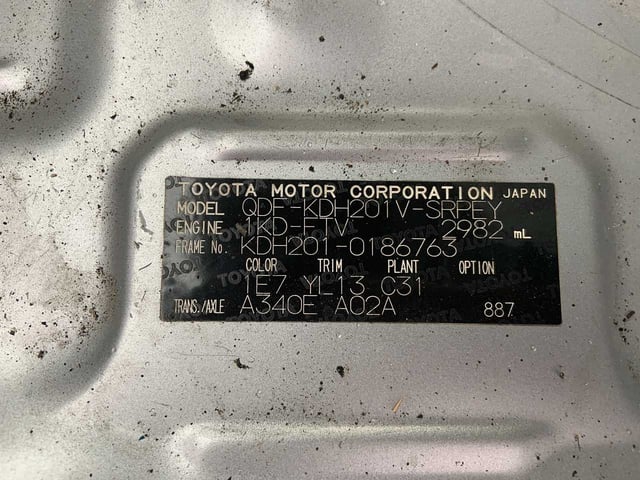 TOYOTA MOTOR CORPORATION JAPAN
MODEL QDF-KDH201V-SRPEY
ENGINE 1KD-FTV 2982 mL
FRAME No. KDH201-0186763
COLOR TRIM PLANT OPTION
1E7 YL13 C31
TRANS./AXLE A340E A02A 887